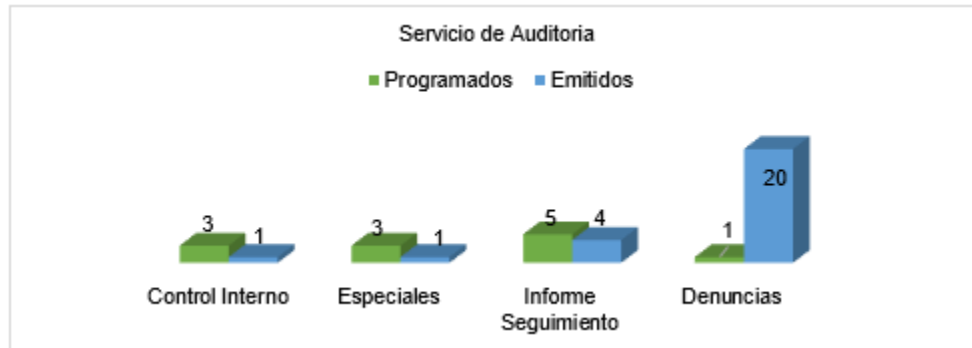 Servicio de Auditoria
Programados Emitidos
3 1 3 1 5 4 1 20
Control Interno Especiales Informe Seguimiento Denuncias